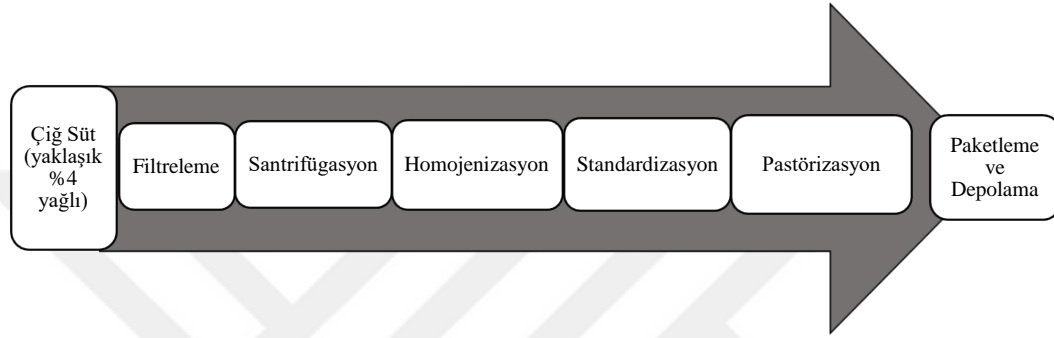 Çiğ Süt
(yaklaşık
%4
yağlı)
Filtreleme
Santrifügasyon
Homojenizasyon
Standardizasyon
Pastörizasyon
Paketleme
ve
Depolama